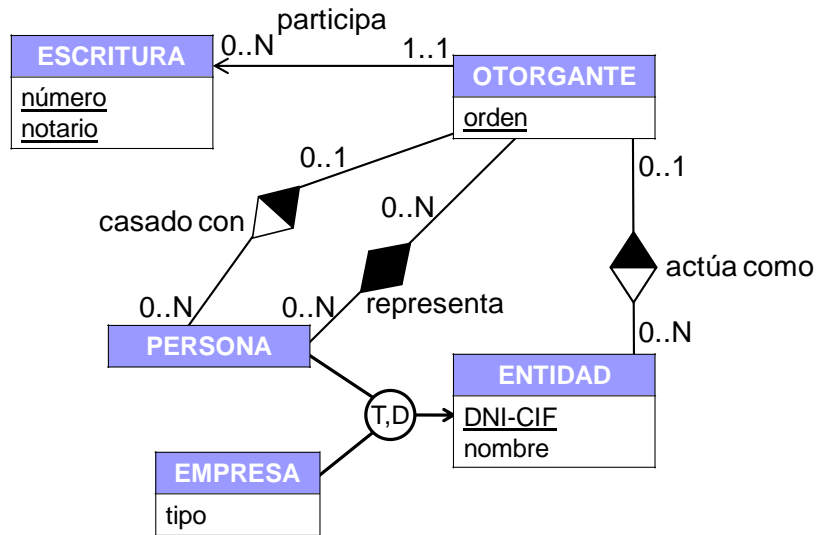 participa
0..N
1..1
ESCRITURA
número
notario
OTORGANTE
orden
0..1
0..1
casado con
0..N
actúa como
0..N
0..N
representa
0..N
PERSONA
ENTIDAD
DNI-CIF
nombre
T,D
EMPRESA
tipo